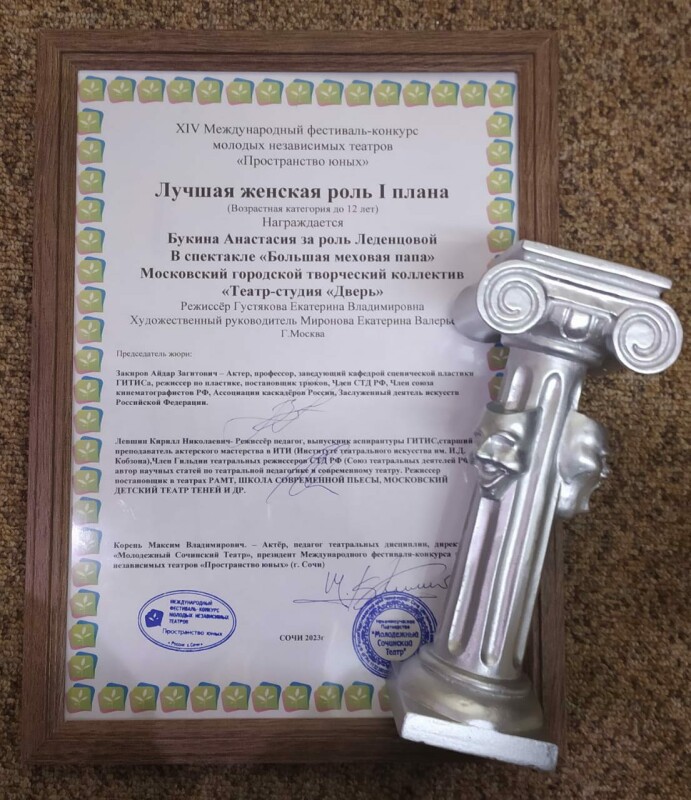 XIV Международный фестиваль-конкурс
молодых независимых театров
«Пространство юных»
Лучшая женская роль I плана
(Возрастная категория до 12 лет)
Награждается
Букина Анастасия за роль Леденцовой
В спектакле «Большая меховая папа»
Московский городской творческий коллектив
«Театр-студия «Дверь»
Режиссёр Густякова Екатерина Владимировна
Художественный руководитель Миронова Екатерина Валерь
Г.Москва
Председатель жюри:
Закиров Айдар Загитович – Актер, профессор, заведующий кафедрой сценической пластики
ГИТИСа, режиссер по пластике, постановщик трюков, Член СТД РФ, Член союза
кинематографистов РФ, Ассоциация каскадёров России, Заслуженный деятель искусств
Российской Федерации.
Левшин Кирилл Николаевич- Режиссёр педагог, выпускник аспирантуры ГИТИС,старший
преподаватель актерского мастерства в ИТИ (Институте театрального искусства им. И.Д.
Кобзона),Член Гильдии театральных режиссеров СТД РФ (Союз театральных деятелей РФ
автор научных статей по театральной педагогике и современному театру. Режиссер
постановщик в театрах РАМТ, ШКОЛА СОВРЕМЕННОЙ ПЬЕСЫ, МОСКОВСКИЙ
ДЕТСКИЙ ТЕАТР ТЕНЕЙ И ДР.
Корень Максим Владимирович. – Актёр, педагог театральных дисциплин, дирек
«Молодежный Сочинский Театр», президент Международного фестиваля-конкурса
независимых театров «Пространство юных» (г. Сочи)
МЕЖДУНАРОДНЫЙ
ФЕСТИВАЛЬ-КОНКУРС
МОЛОДЫХ НЕЗАВИСИМЫХ
ТЕАТРОВ
Пространство юных
Россия г. Сочи
СОЧИ 2023г
Некоммерческое
Партнерство
"Молодежный
Сочинский
Театр"